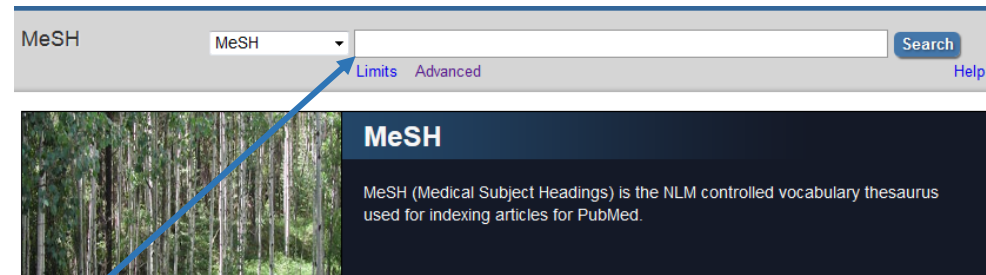 MeSH MeSH Search
Limits Advanced Help
MeSH
MeSH (Medical Subject Headings) is the NLM controlled vocabulary thesaurus
used for indexing articles for PubMed.